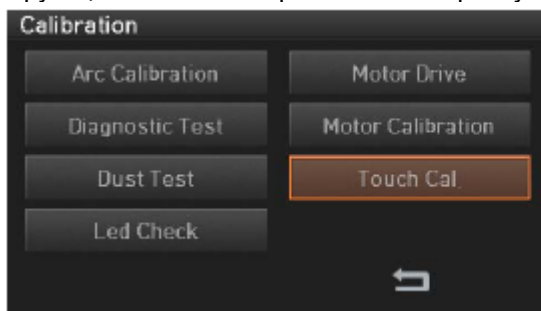 Calibration
Arc Calibration
Motor Drive
Diagnostic Test
Motor Calibration
Dust Test
Touch Cal.
Led Check